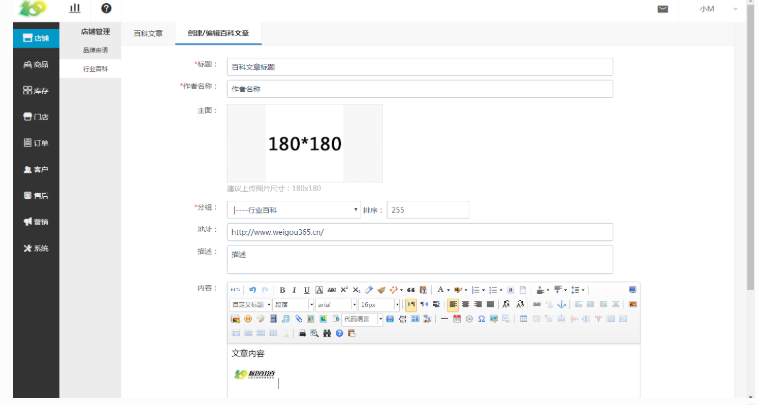 小M
店铺
商品
库存
门店
订单
客户
售后
营销
系统
店铺管理
品牌申请
行业百科
百科文章
创建/编辑百科文章
*标题：
百科文章标题
*作者名称：
作者名称
主图：
180*180
建议上传图片尺寸：180x180
*分组：
|----行业百科
排序：
255
地址：
http://www.weigou365.cn/
描述：
描述
内容：
自定义标题
段落
arial
16px
代码语言
文章内容